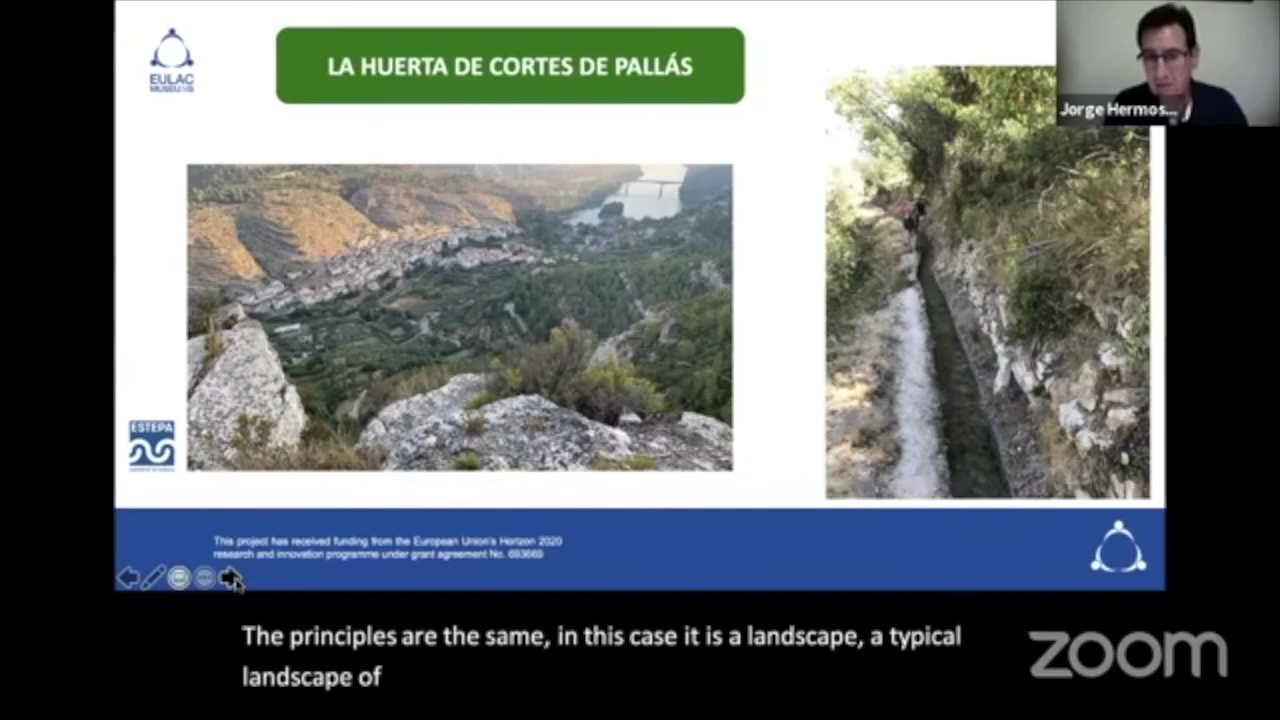 EULAC
MUSEUMS
LA HUERTA DE CORTES DE PALLÁS
Jorge Hermos...
ESTEPA
This project has received funding from the European Union's Horizon 2020
research and innovation programme under grant agreement No. 693669
The principles are the same, in this case it is a landscape, a typical
landscape of
zoom